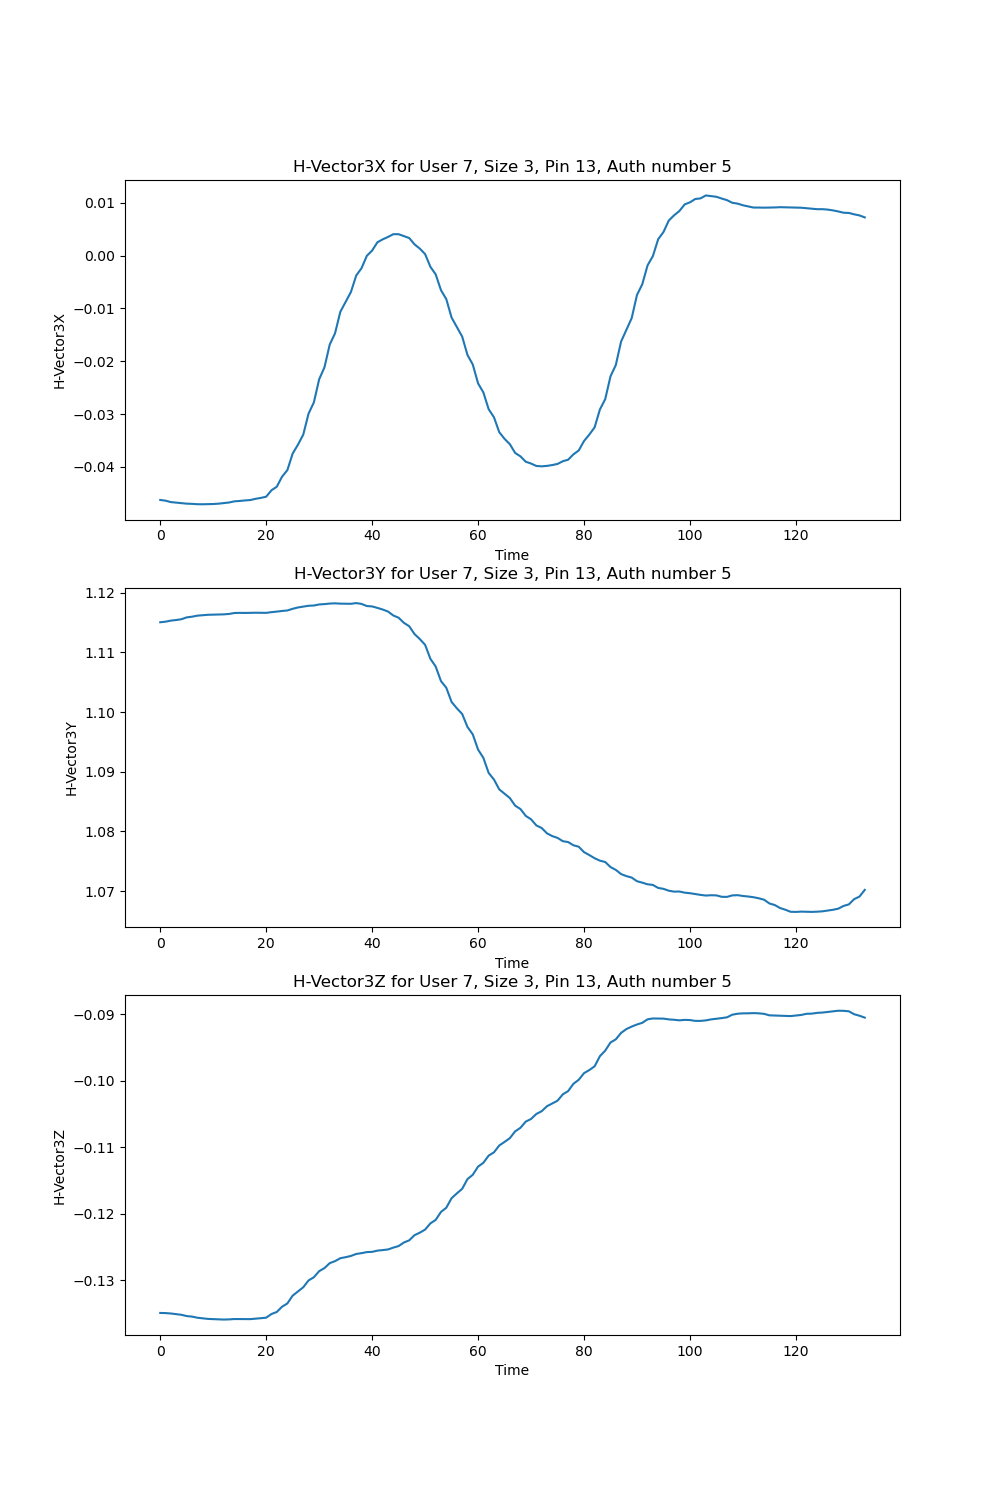 H-Vector3X for User 7, Size 3, Pin 13, Auth number 5
0.01
0.00
−0.01
−0.02
−0.03
−0.04
H-Vector3X
0 20 40 60 80 100 120
Time
H-Vector3Y for User 7, Size 3, Pin 13, Auth number 5
1.12
1.11
1.10
1.09
1.08
1.07
H-Vector3Y
0 20 40 60 80 100 120
Time
H-Vector3Z for User 7, Size 3, Pin 13, Auth number 5
−0.09
−0.10
−0.11
−0.12
−0.13
H-Vector3Z
0 20 40 60 80 100 120
Time